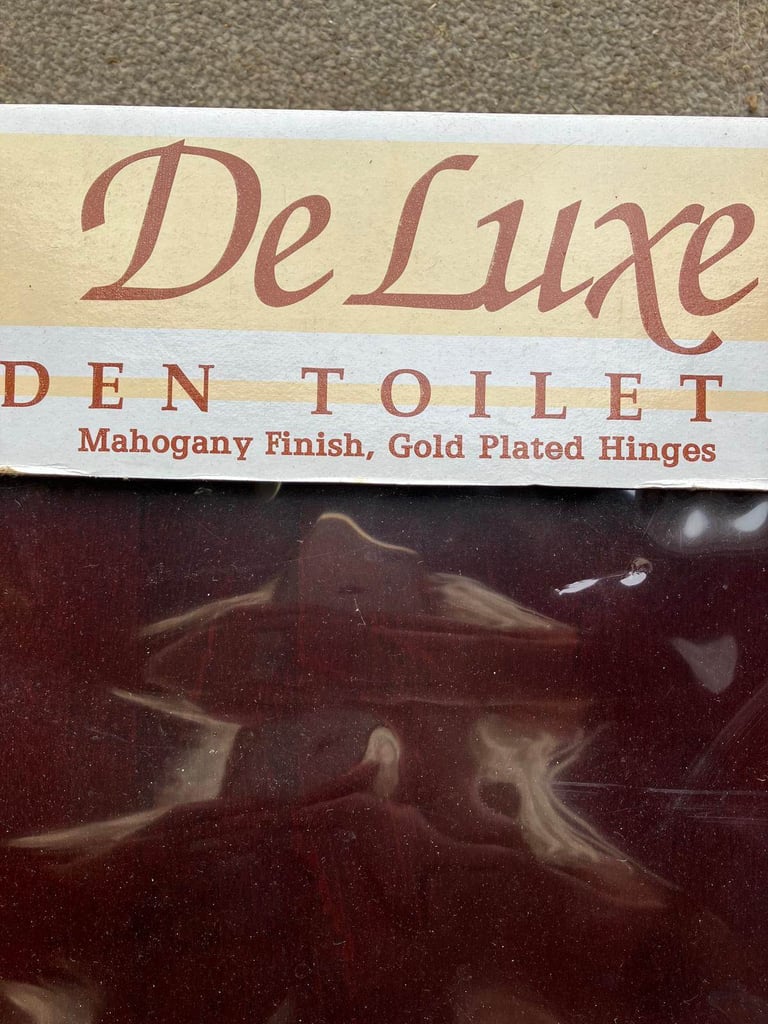 De Luxe
DEN TOILET
Mahogany Finish, Gold Plated Hinges